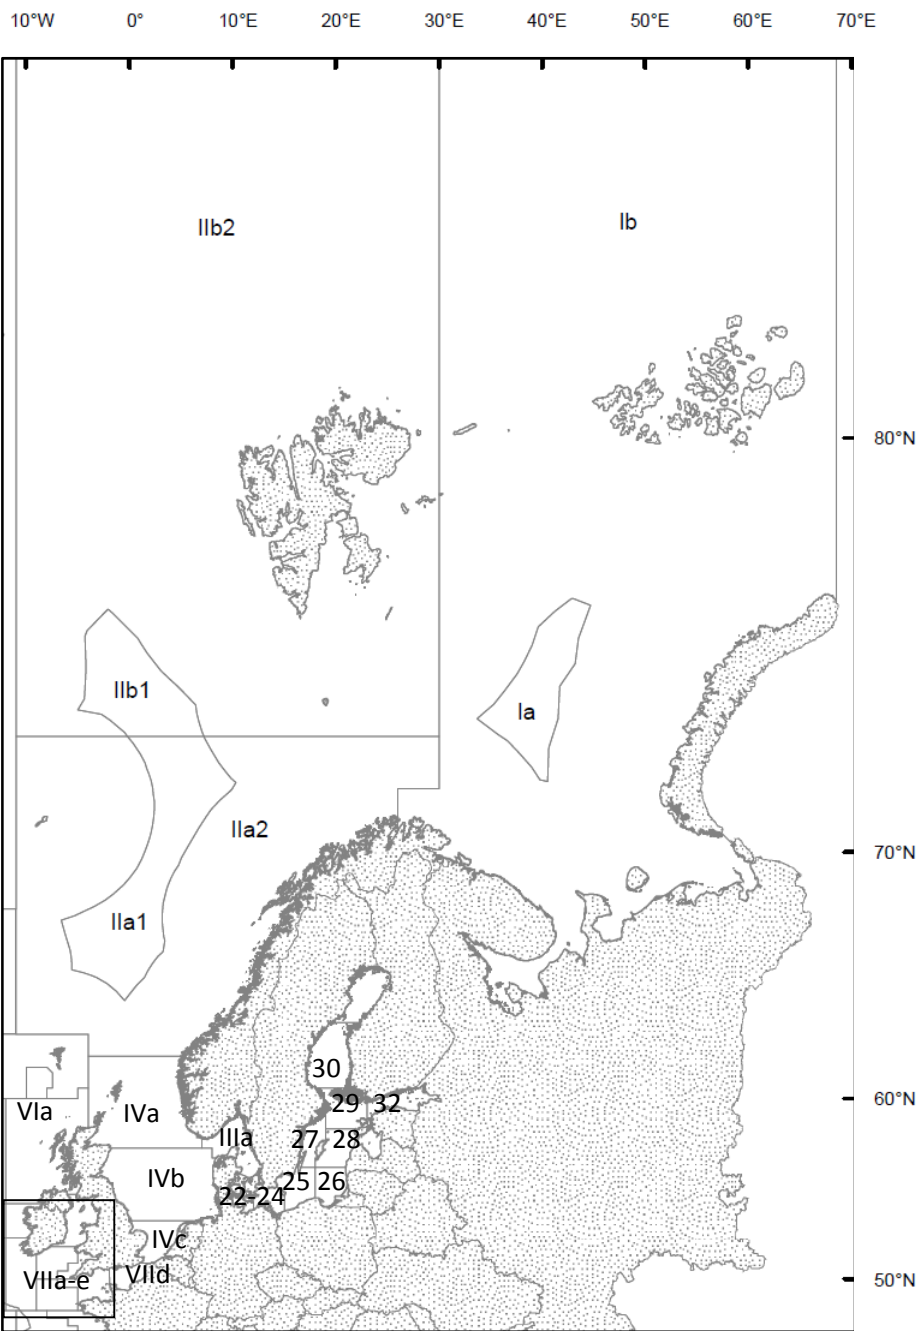 10°W 0° 10°E 20°E 30°E 40°E 50°E 60°E 70°E
IIb2
Ib
80°N
IIb1
Ia
IIa2
70°N
IIa1
30
VIa
IVa
29
32
60°N
IIIa
27
28
IVb
25
26
22-24
IVc
VIId
VIIa-e
50°N